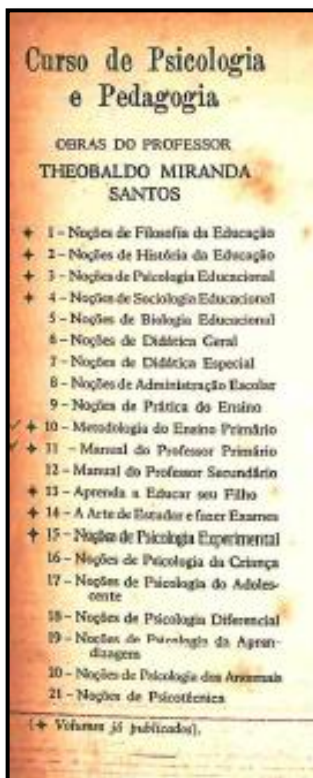 Curso de Psicologia
e Pedagogia
OBRAS DO PROFESSOR
THEOBALDO MIRANDA
SANTOS
+ 1 – Noções de Filosofia da Educação
+ 2 – Noções de História da Educação
+ 3 – Noções de Psicologia Educacional
+ 4 – Noções de Sociologia Educacional
5 – Noções de Biologia Educacional
6 – Noções de Didática Geral
7 – Noções de Didática Especial
8 – Noções de Administração Escolar
9 – Noções de Prática do Ensino
✓ + 10 – Metodologia do Ensino Primário
✓ + 11 – Manual do Professor Primário
12 – Manual do Professor Secundário
+ 13 – Aprenda a Educar seu Filho
+ 14 – A Arte de Estudar e fazer Exames
+ 15 – Noções de Psicologia Experimental
16 – Noções de Psicologia da Criança
17 – Noções de Psicologia do Adoles-
cente
18 – Noções de Psicologia Diferencial
19 – Noções de Psicologia da Apren-
dizagem
20 – Noções de Psicologia dos Anormais
21 – Noções de Psicotécnica
(+ Volumes já publicados).